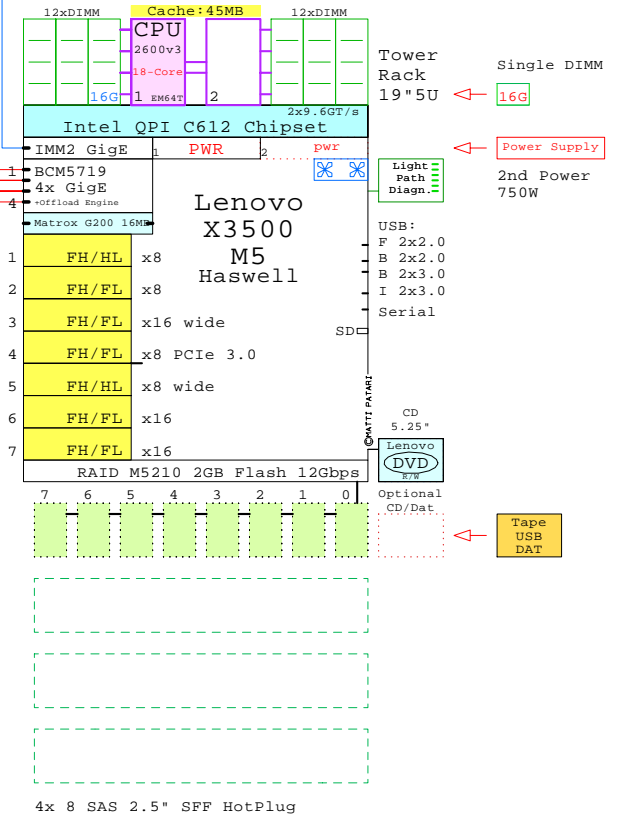 12xDIMM
Cache:45MB
12xDIMM
CPU
2600v3
18-Core
16G
1 EM64T
2
2x9.6GT/s
Intel QPI C612 Chipset
Tower
Rack
19"5U
Single DIMM
16G
IMM2 GigE
1 PWR
2 pwr
Power Supply
2nd Power
750W
1 BCM5719
4x GigE
4 +Offload Engine
Matrox G200 16MB
Light
Path
Diagn.
Lenovo
X3500
M5
Haswell
USB:
F 2x2.0
B 2x2.0
B 2x3.0
I 2x3.0
Serial
SD
1 FH/HL x8
2 FH/FL x8
3 FH/FL x16 wide
4 FH/FL x8 PCIe 3.0
5 FH/HL x8 wide
6 FH/FL x16
7 FH/FL x16
©MATTI PATARI
CD
5.25"
Lenovo
DVD
R/W
RAID M5210 2GB Flash 12Gbps
7 6 5 4 3 2 1 0
Optional
CD/Dat
Tape
USB
DAT
4x 8 SAS 2.5" SFF HotPlug